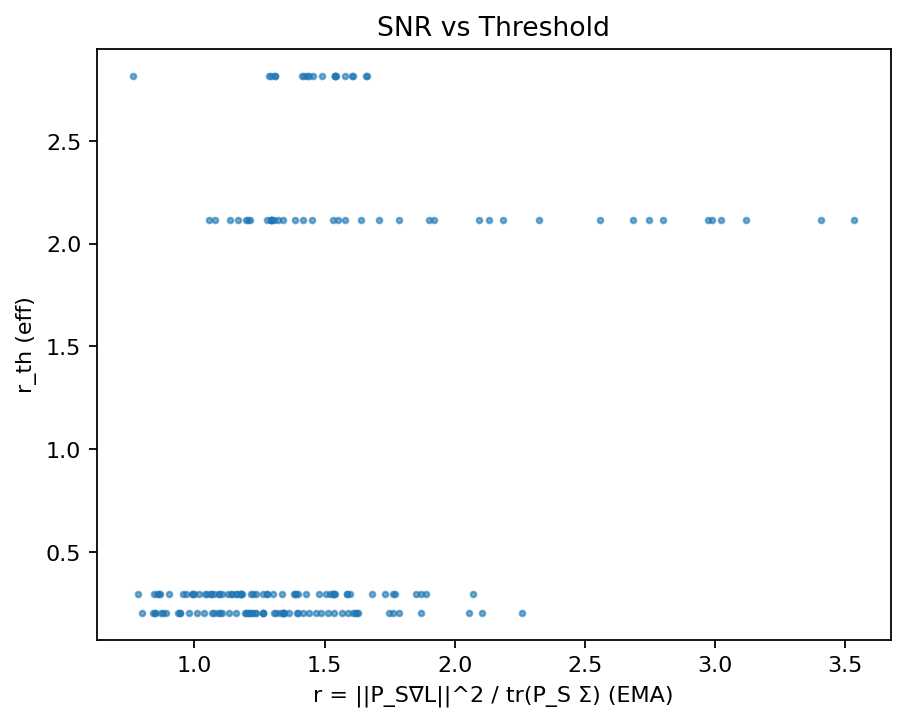 SNR vs Threshold
r_th (eff)
2.5
2.0
1.5
1.0
0.5
1.0 1.5 2.0 2.5 3.0 3.5
r = ||P_S∇L||^2 / tr(P_S Σ) (EMA)